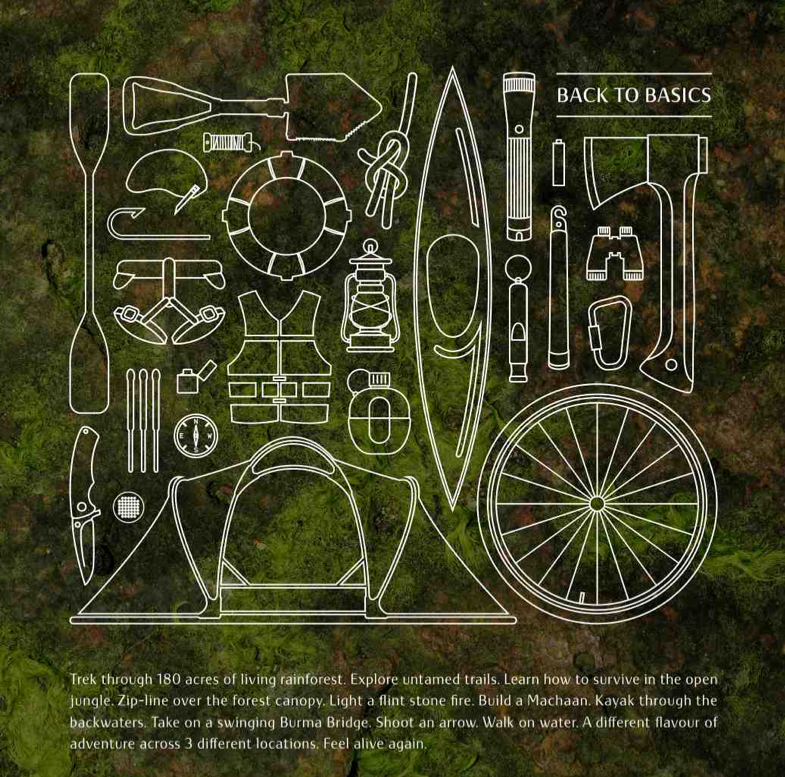 BACK TO BASICS
Trek through 180 acres of living rainforest. Explore untamed trails. Learn how to survive in the open
jungle. Zip-line over the forest canopy. Light a flint stone fire. Build a Machaan. Kayak through the
backwaters. Take on a swinging Burma Bridge. Shoot an arrow. Walk on water. A different flavour of
adventure across 3 different locations. Feel alive again.